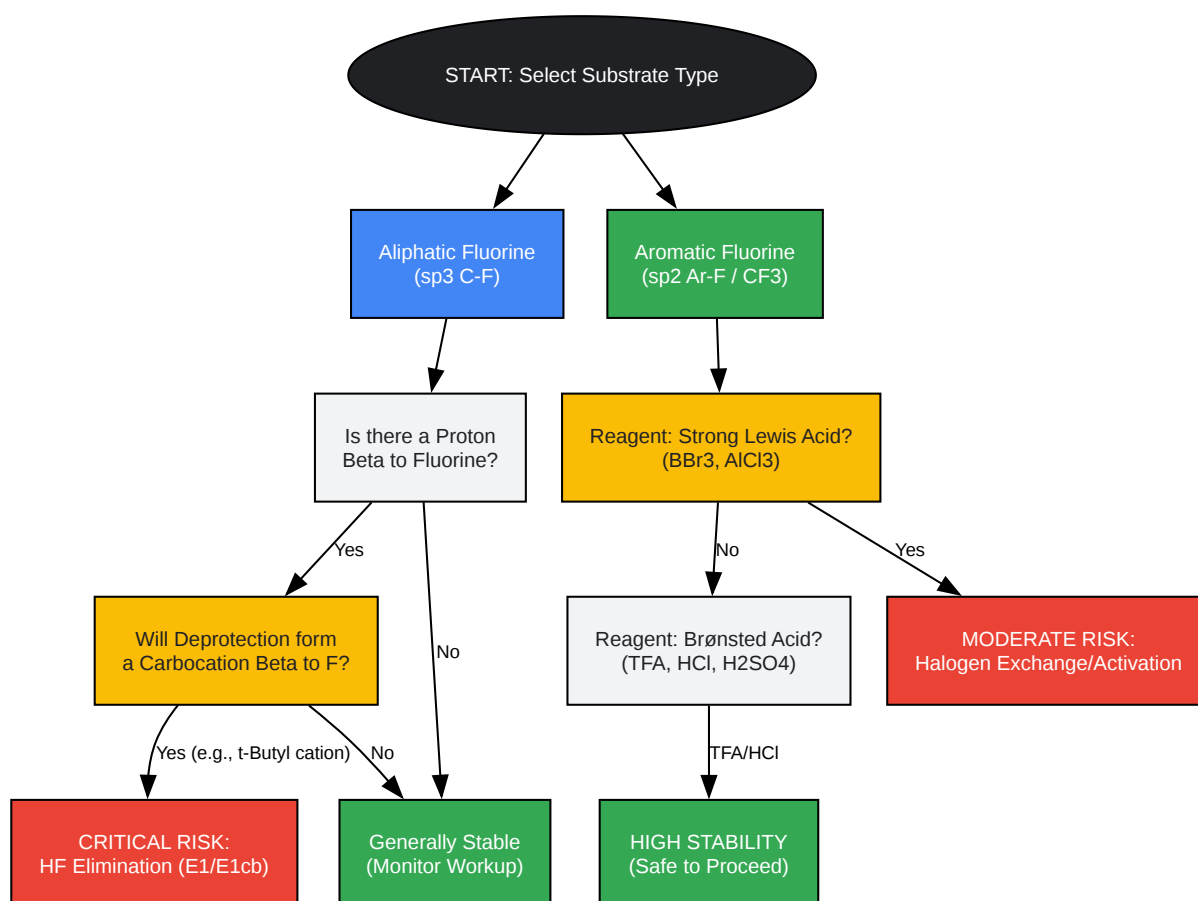 START: Select Substrate Type
Aliphatic Fluorine
(sp3 C-F)
Aromatic Fluorine
(sp2 Ar-F / CF3)
Is there a Proton
Beta to Fluorine?
Reagent: Strong Lewis Acid?
(BBr3, AlCl3)
Yes
No
No
Yes
Will Deprotection form
a Carbocation Beta to F?
Reagent: Brønsted Acid?
(TFA, HCl, H2SO4)
MODERATE RISK:
Halogen Exchange/Activation
Yes (e.g., t-Butyl cation)
No
TFA/HCl
CRITICAL RISK:
HF Elimination (E1/E1cb)
Generally Stable
(Monitor Workup)
HIGH STABILITY
(Safe to Proceed)